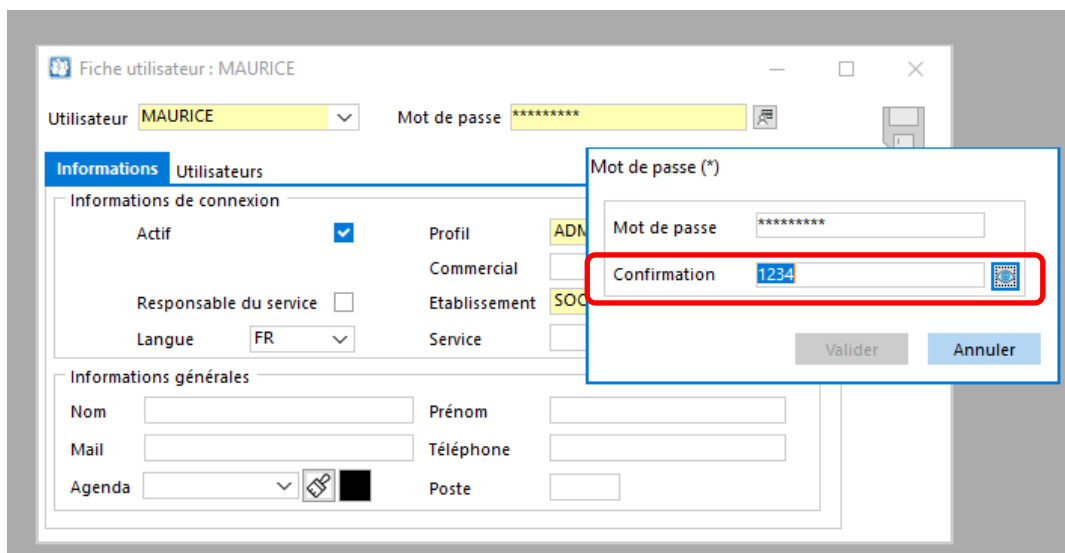 Fiche utilisateur : MAURICE
Utilisateur MAURICE Mot de passe *********
Informations Utilisateurs
Mot de passe (*)
Informations de connexion
Actif Profil ADM
Mot de passe *********
Commercial
Confirmation 1234
Responsable du service Etablissement SOC
Langue FR Service
Valider Annuler
Informations générales
Nom Prénom
Mail Téléphone
Agenda Poste